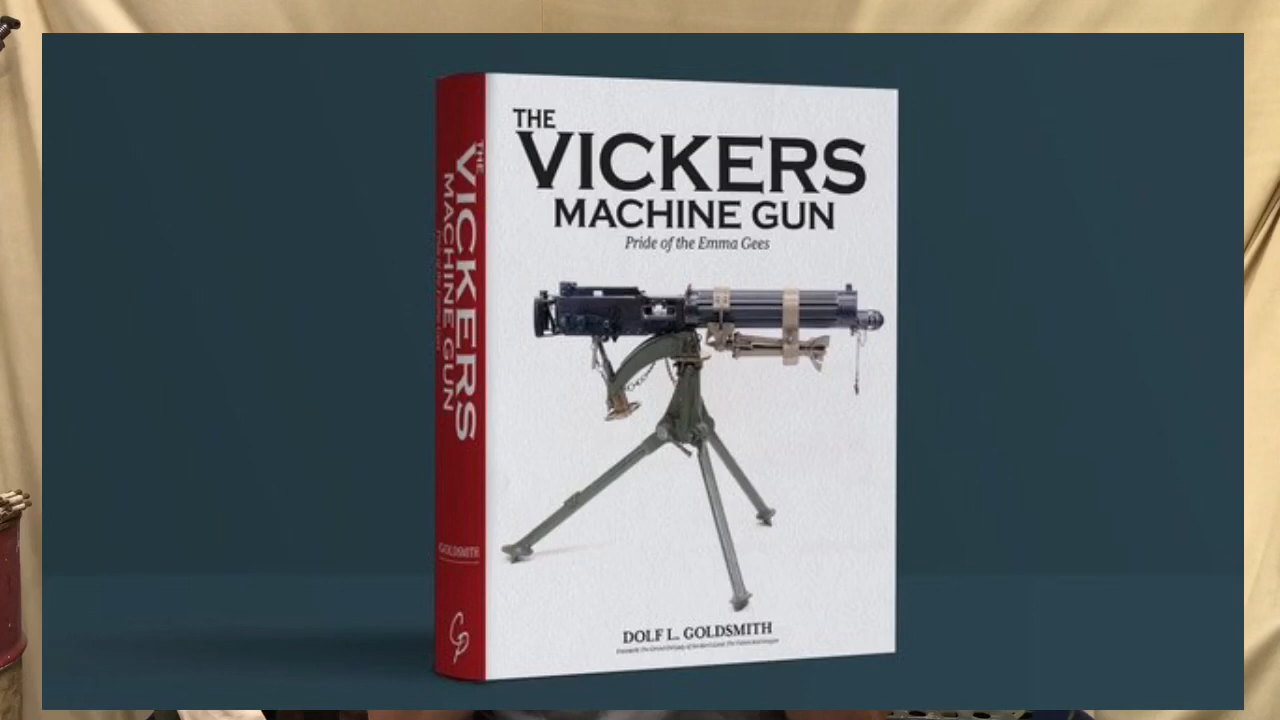 THE
VICKERS
MACHINE GUN
Pride of the Emma Gees
DOLF L. GOLDSMITH
THE
VICKERS
MACHINE GUN
GOLDSMITH